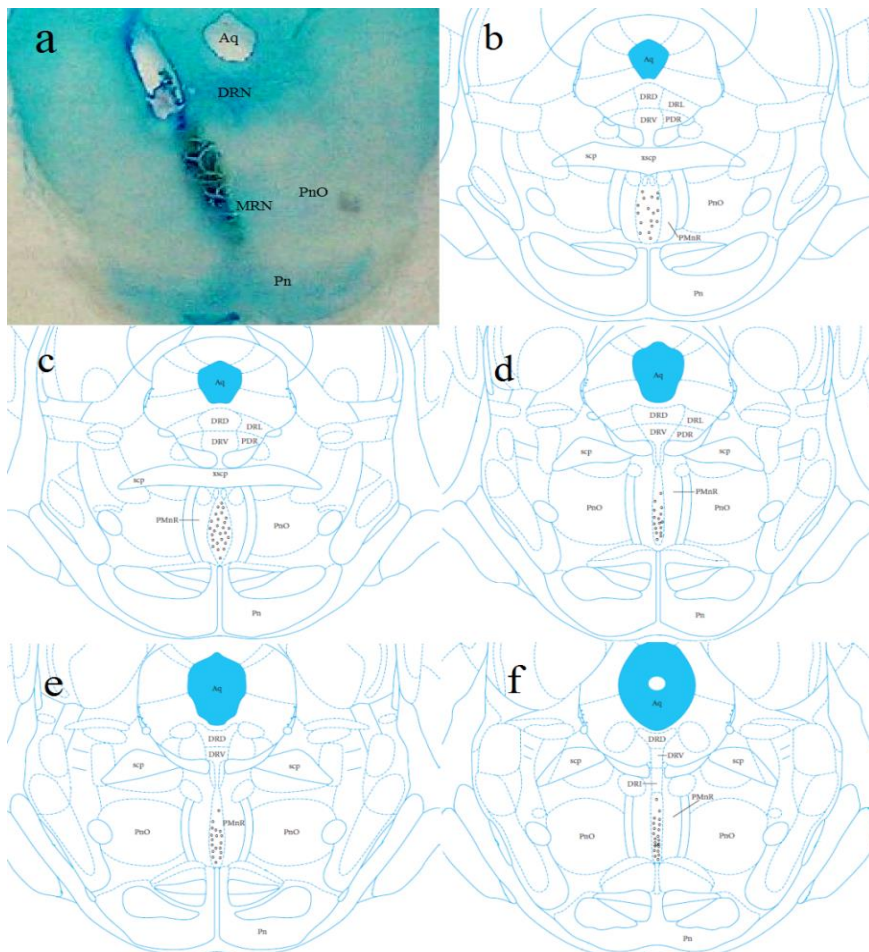 a
Aq
DRN
PnO
MRN
Pn
b
Aq
DRD
DRL
DRV
PDR
scp
xscp
PnO
PMnR
Pn
c
Aq
DRD
DRL
DRV
PDR
xscp
scp
PMnR
PnO
Pn
d
Aq
DRD
DRL
DRV
PDR
scp
scp
PMnR
PnO
PnO
Pn
e
Aq
DRD
DRV
scp
scp
PnO
PMnR
PnO
Pn
f
Aq
DRD
DRV
scp
scp
DRI
PMnR
PnO
PnO
Pn